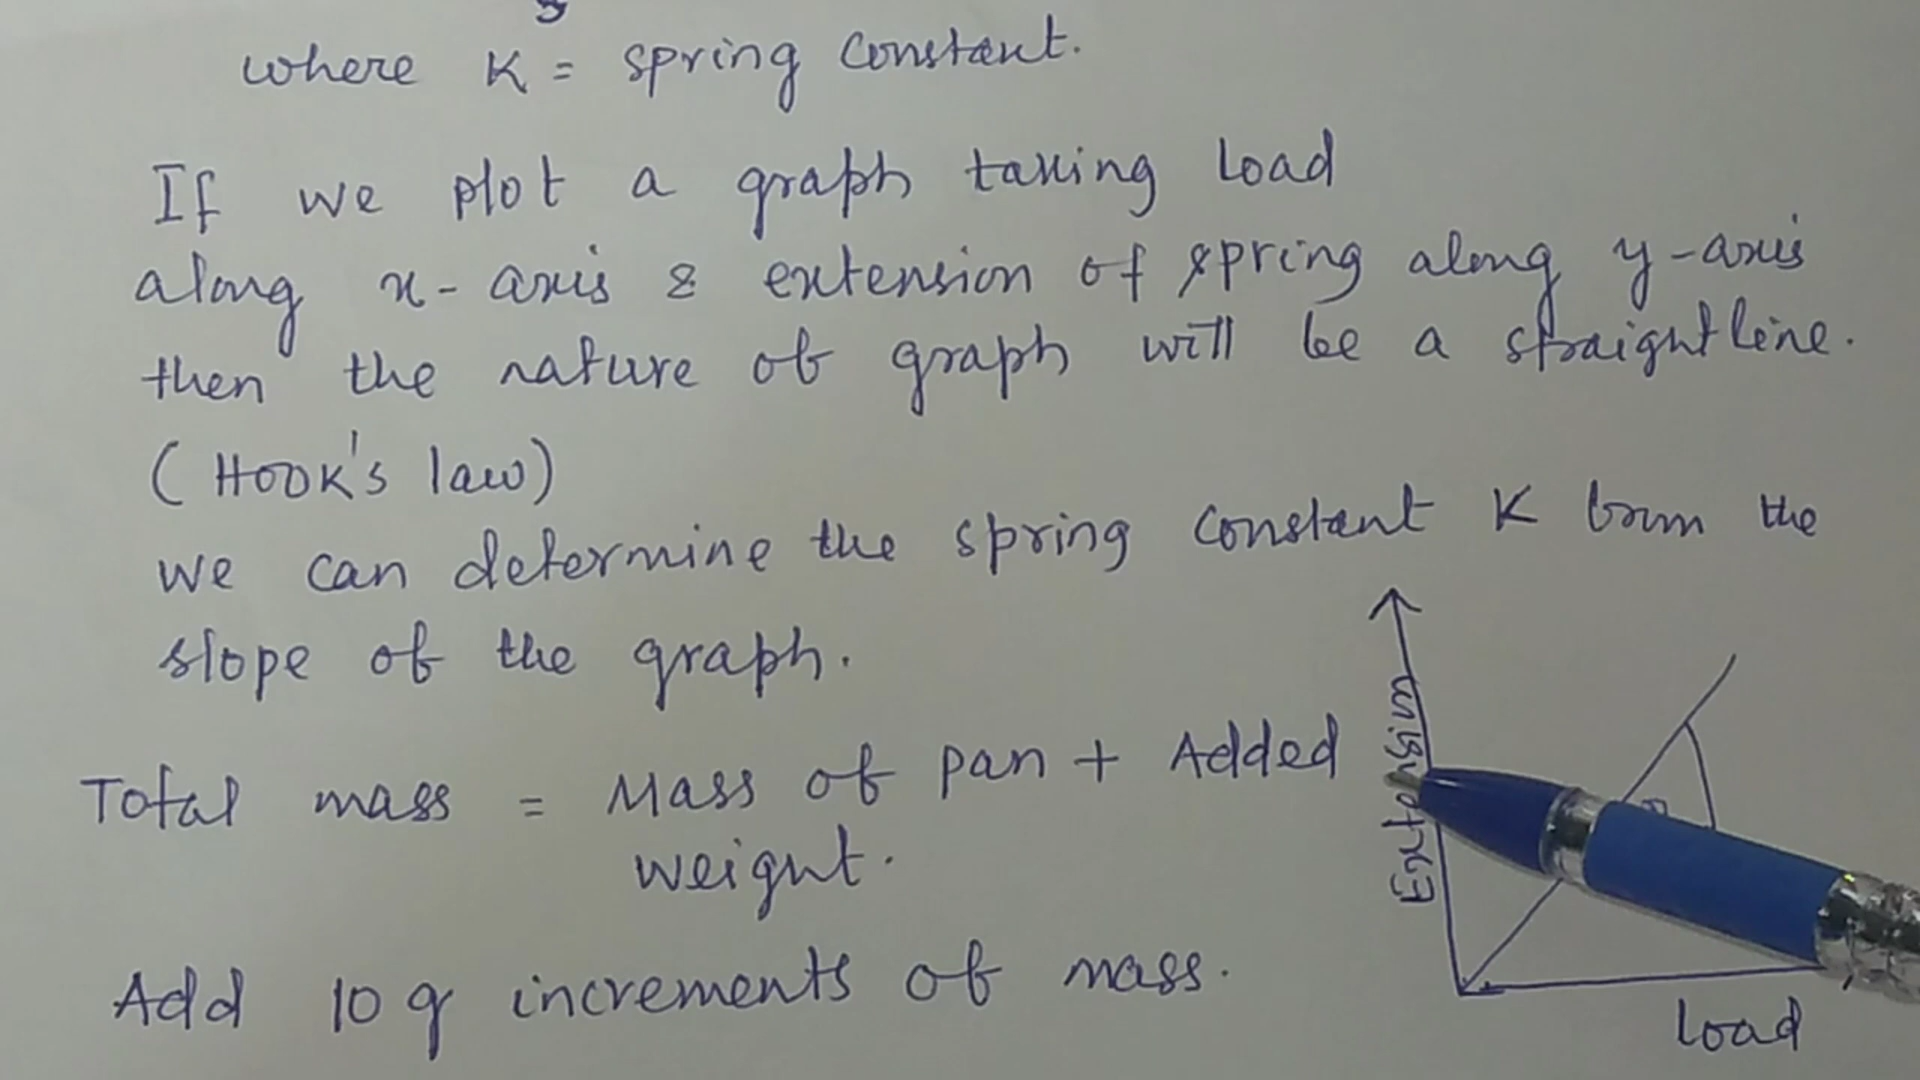 where K = spring constant.
If we plot a graph taking load
along x-axis & extension of spring along y-axis
then the nature of graph will be a straight line.
(Hook's law)
we can determine the spring constant K from the
slope of the graph.
Total mass = Mass of pan + Added
weight.
Add 10 g increments of mass.
load